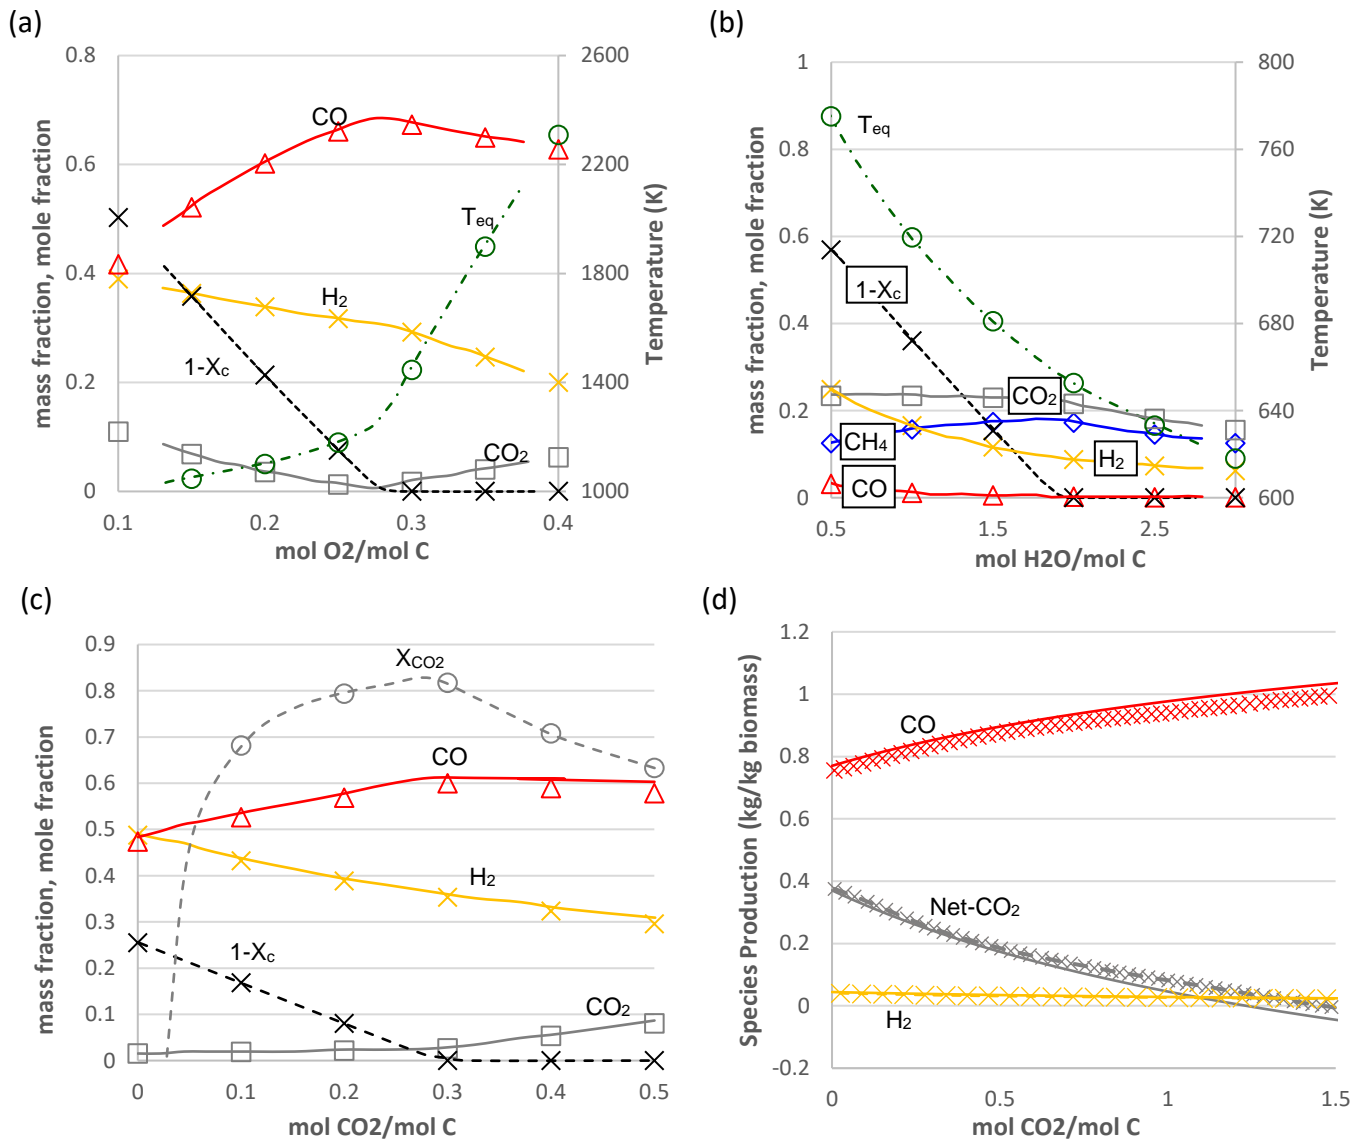 (a)
0.8
0.6
0.4
0.2
0
0.1
0.2
0.3
0.4
2600
2200
1800
1400
1000
mass fraction, mole fraction
Temperature (K)
mol O2/mol C
CO
Teq
H2
1-Xc
CO2
(b)
1
0.8
0.6
0.4
0.2
0
0.5
1.5
2.5
800
760
720
680
640
600
mass fraction, mole fraction
Temperature (K)
mol H2O/mol C
Teq
1-Xc
CO2
CH4
H2
CO
(c)
0.9
0.8
0.7
0.6
0.5
0.4
0.3
0.2
0.1
0
0
0.1
0.2
0.3
0.4
0.5
mass fraction, mole fraction
mol CO2/mol C
XCO2
CO
H2
1-Xc
CO2
(d)
1.2
1
0.8
0.6
0.4
0.2
0
-0.2
0
0.5
1
1.5
Species Production (kg/kg biomass)
mol CO2/mol C
CO
Net-CO2
H2